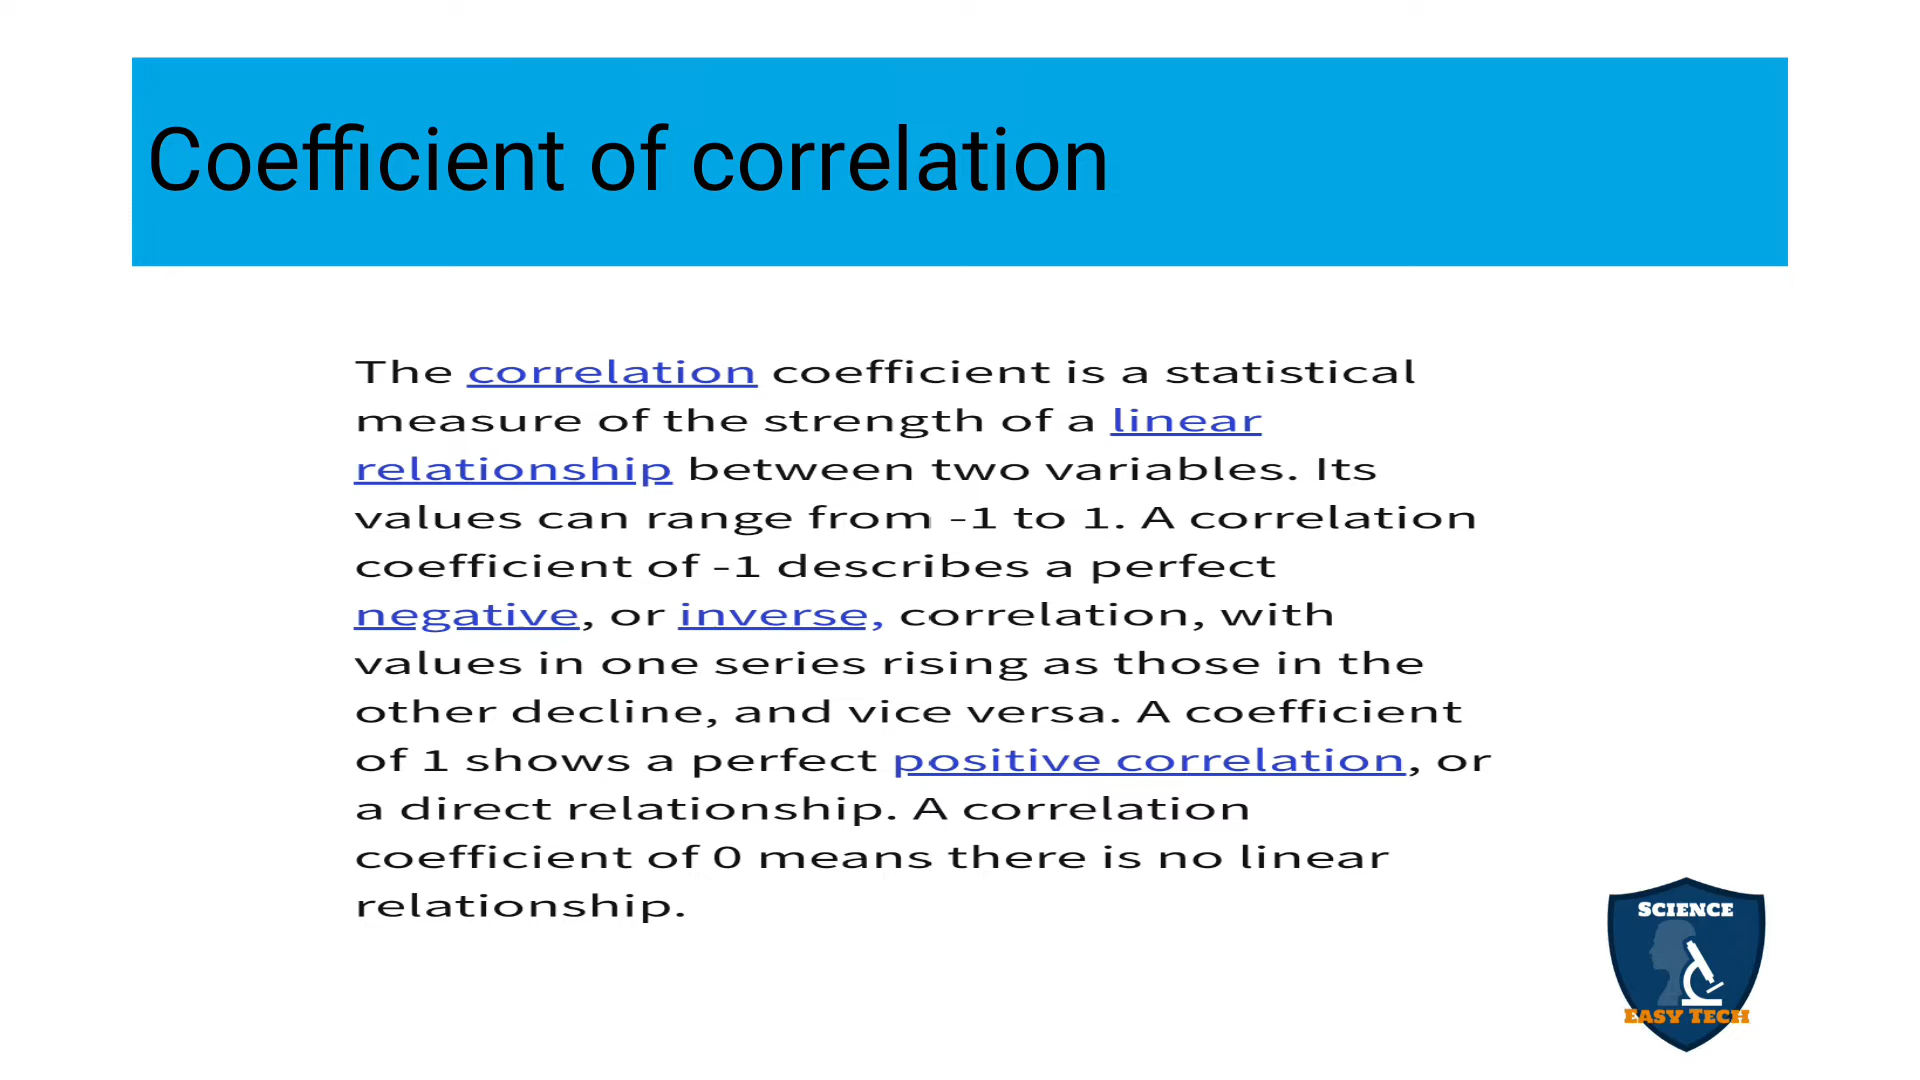 Coefficient of correlation
The correlation coefficient is a statistical
measure of the strength of a linear
relationship between two variables. Its
values can range from -1 to 1. A correlation
coefficient of -1 describes a perfect
negative, or inverse, correlation, with
values in one series rising as those in the
other decline, and vice versa. A coefficient
of 1 shows a perfect positive correlation, or
a direct relationship. A correlation
coefficient of 0 means there is no linear
relationship.
SCIENCE
EASY TECH